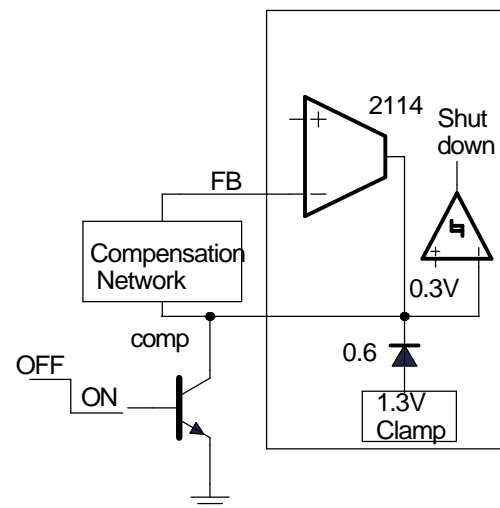 2114
Shut
down
+
FB
−
Compensation
Network
+
−
0.3V
comp
0.6
OFF
ON
1.3V
Clamp